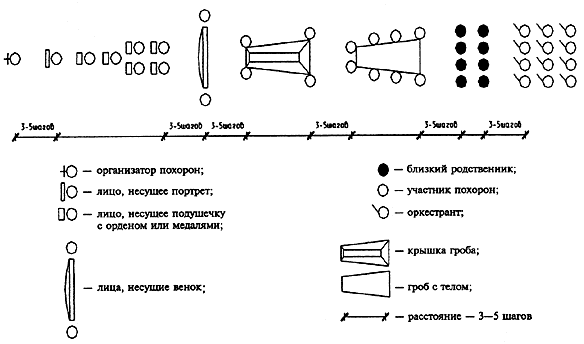 3-5шагов 3-5шагов 3-5шагов 3-5шагов 3-5шагов 3-5шагов
— организатор похорон;
— лицо, несущее портрет;
— лицо, несущее подушечку
с орденом или медалями;
— лица, несущие венок;
— близкий родственник;
— участник похорон;
— оркестрант;
— крышка гроба;
— гроб с телом;
— расстояние — 3—5 шагов